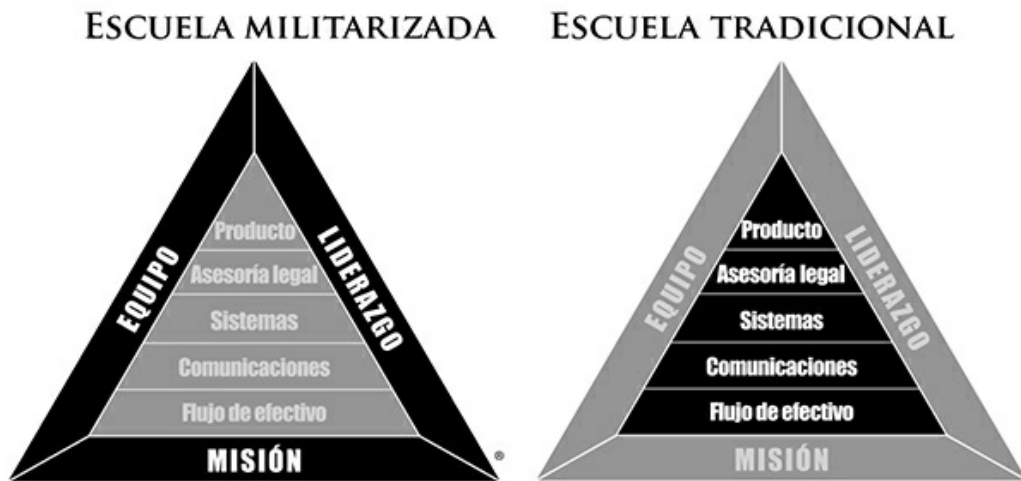 ESCUELA MILITARIZADA
EQUIPO
LIDERAZGO
Producto
Asesoría legal
Sistemas
Comunicaciones
Flujo de efectivo
MISIÓN
®
ESCUELA TRADICIONAL
EQUIPO
LIDERAZGO
Producto
Asesoría legal
Sistemas
Comunicaciones
Flujo de efectivo
MISIÓN